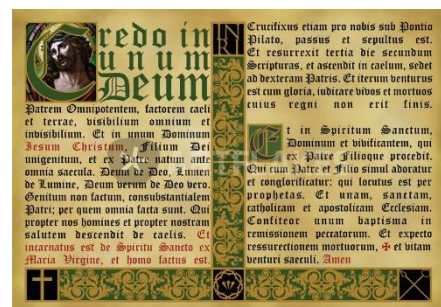 Credo in
unum
Deum
Patrem Omnipotentem, factorem caeli
et terrae, visibilium omnium et
invisibilium. Et in unum Dominum
Iesum Christum, Filium Dei
unigenitum, et ex Patre natum ante
omnia saecula. Deum de Deo, Lumen
de Lumine, Deum verum de Deo vero.
Genitum non factum, consubstantialem
Patri; per quem omnia facta sunt. Qui
propter nos homines et propter nostram
salutem descendit de caelis. Et
incarnatus est de Spiritu Sancto ex
Maria Virgine, et homo factus est.
INRI
Crucifixus etiam pro nobis sub Pontio
Pilato, passus et sepultus est.
Et resurrexit tertia die secundum
Scripturas, et ascendit in caelum, sedet
ad dexteram Patris. Et iterum venturus
est cum gloria, iudicare vivos et mortuos
cuius regni non erit finis.
Et in Spiritum Sanctum,
Dominum et vivificantem, qui
ex Patre Filioque procedit.
Qui cum Patre et Filio simul adoratur
et conglorificatur: qui locutus est per
prophetas. Et unam, sanctam,
catholicam et apostolicam Ecclesiam.
Confiteor unum baptisma in
remissionem peccatorum. Et expecto
ressurectionem mortuorum, ✠ et vitam
venturi saeculi. Amen